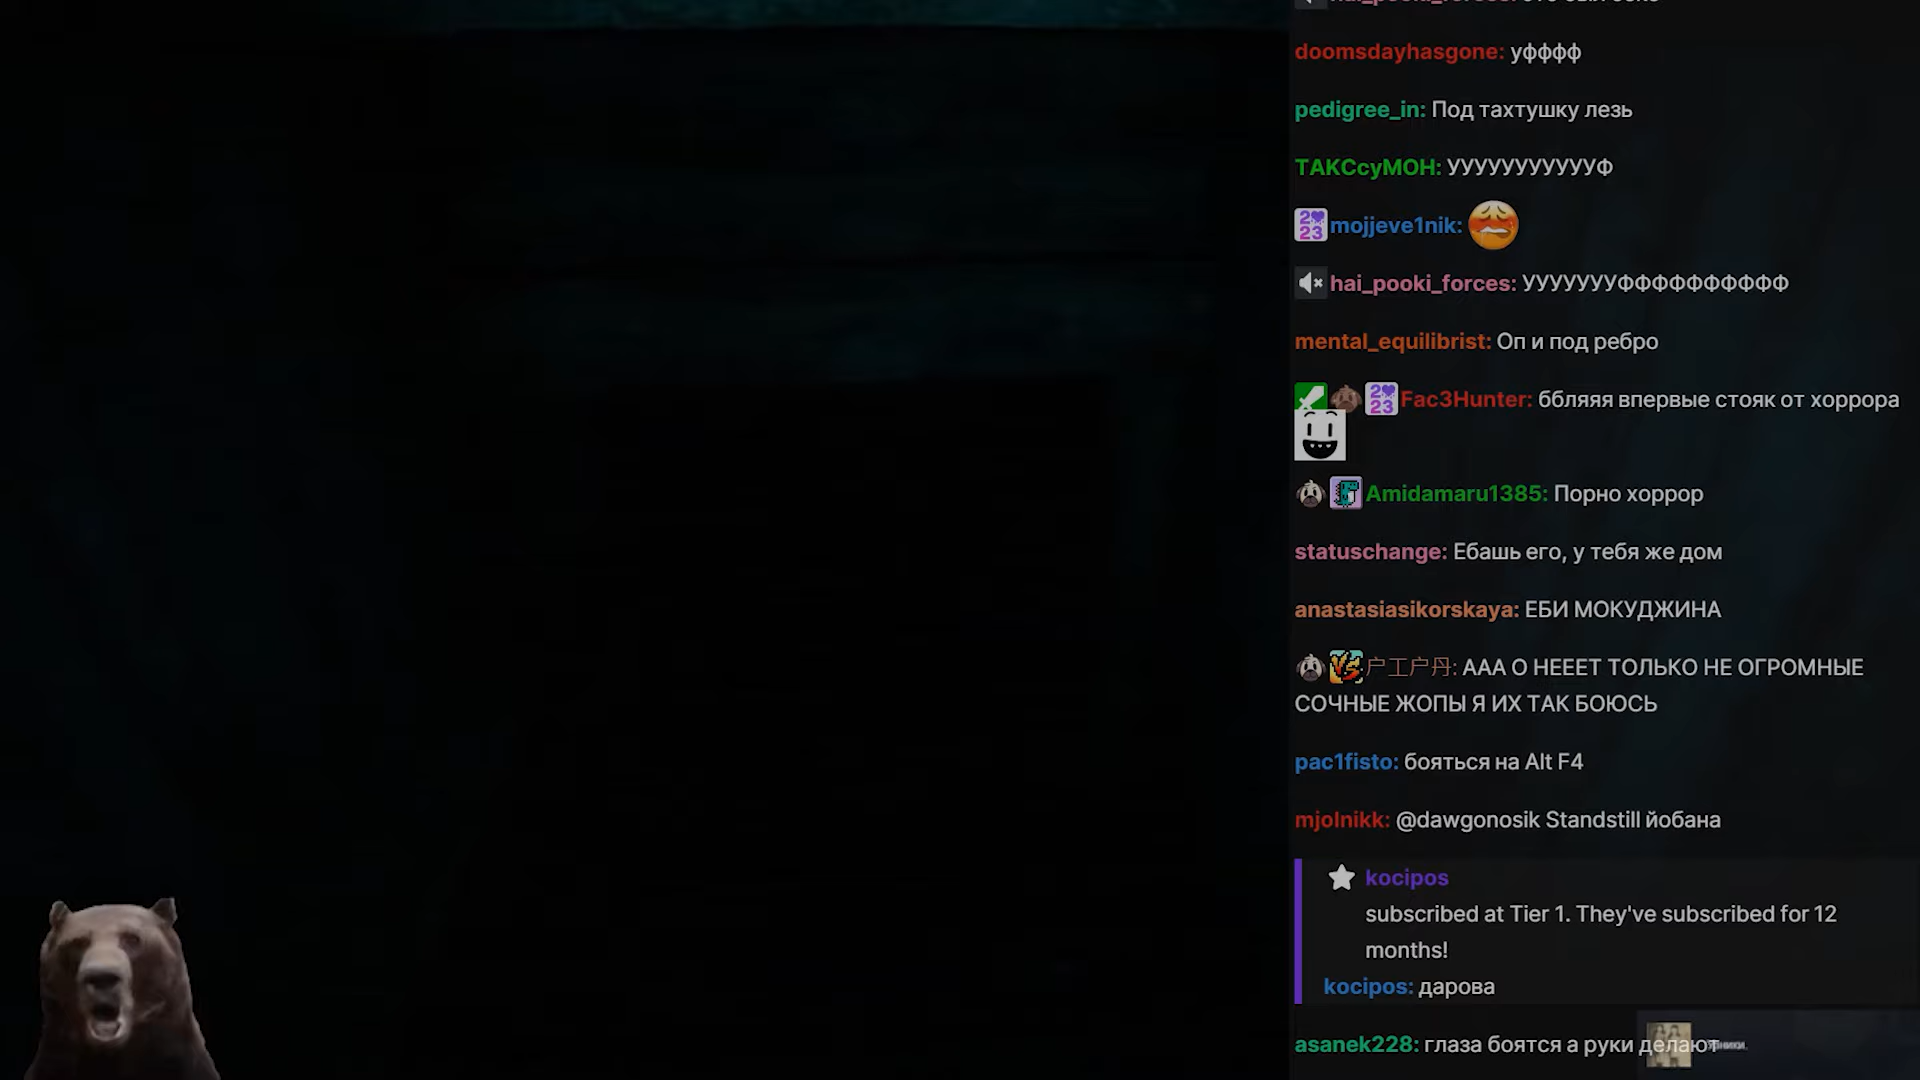 doomsdayhasgone: уфффф
pedigree_in: Под тахтушку лезь
TAKCcyMOH: УУУУУУУУУУУФ
mojjeve1nik:
hai_pooki_forces: УУУУУУУФФФФФФФФФФ
mental_equilibrist: Оп и под ребро
Fac3Hunter: ббляяя впервые стояк от хоррора
Amidamaru1385: Порно хоррор
statuschange: Ебашь его, у тебя же дом
anastasiasikorskaya: ЕБИ МОКУДЖИНА
户工户丹: ААА О НЕЕЕТ ТОЛЬКО НЕ ОГРОМНЫЕ
СОЧНЫЕ ЖОПЫ Я ИХ ТАК БОЮСЬ
pac1fisto: бояться на Alt F4
mjolnikk: @dawgonosik Standstill йобана
kocipos
subscribed at Tier 1. They've subscribed for 12
months!
kocipos: дарова
asanek228: глаза боятся а руки делают